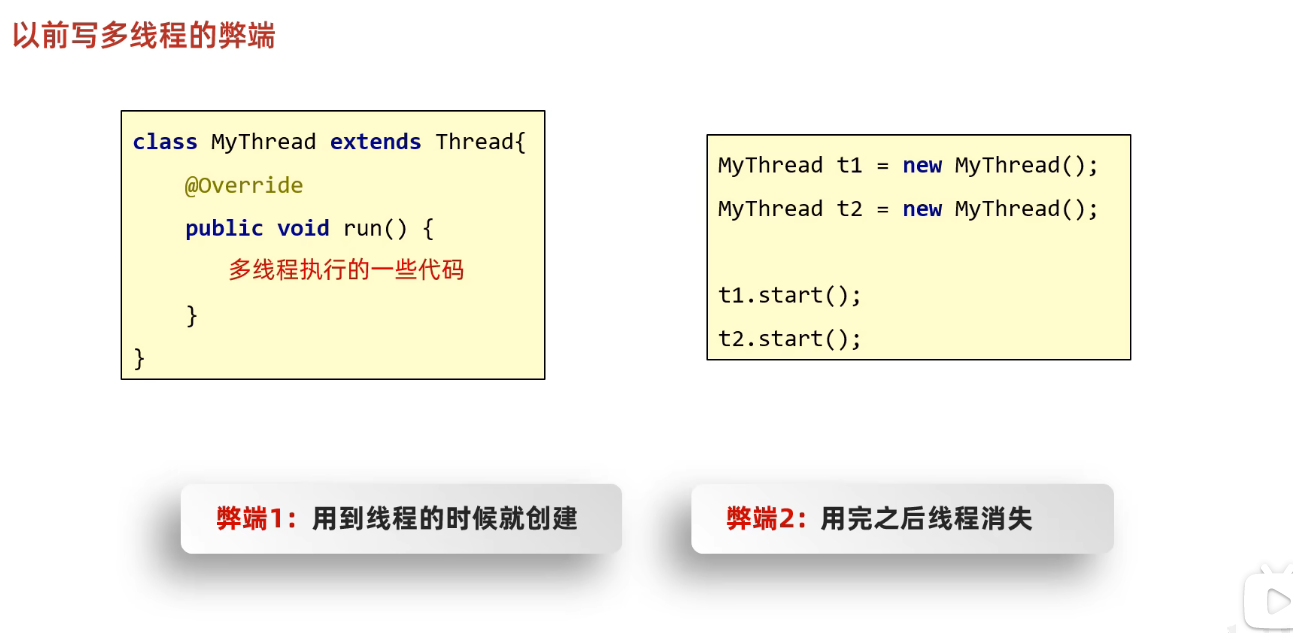 以前写多线程的弊端
class MyThread extends Thread{
@Override
public void run() {
多线程执行的一些代码
}
}
MyThread t1 = new MyThread();
MyThread t2 = new MyThread();
t1.start();
t2.start();
弊端1：用到线程的时候就创建
弊端2：用完之后线程消失